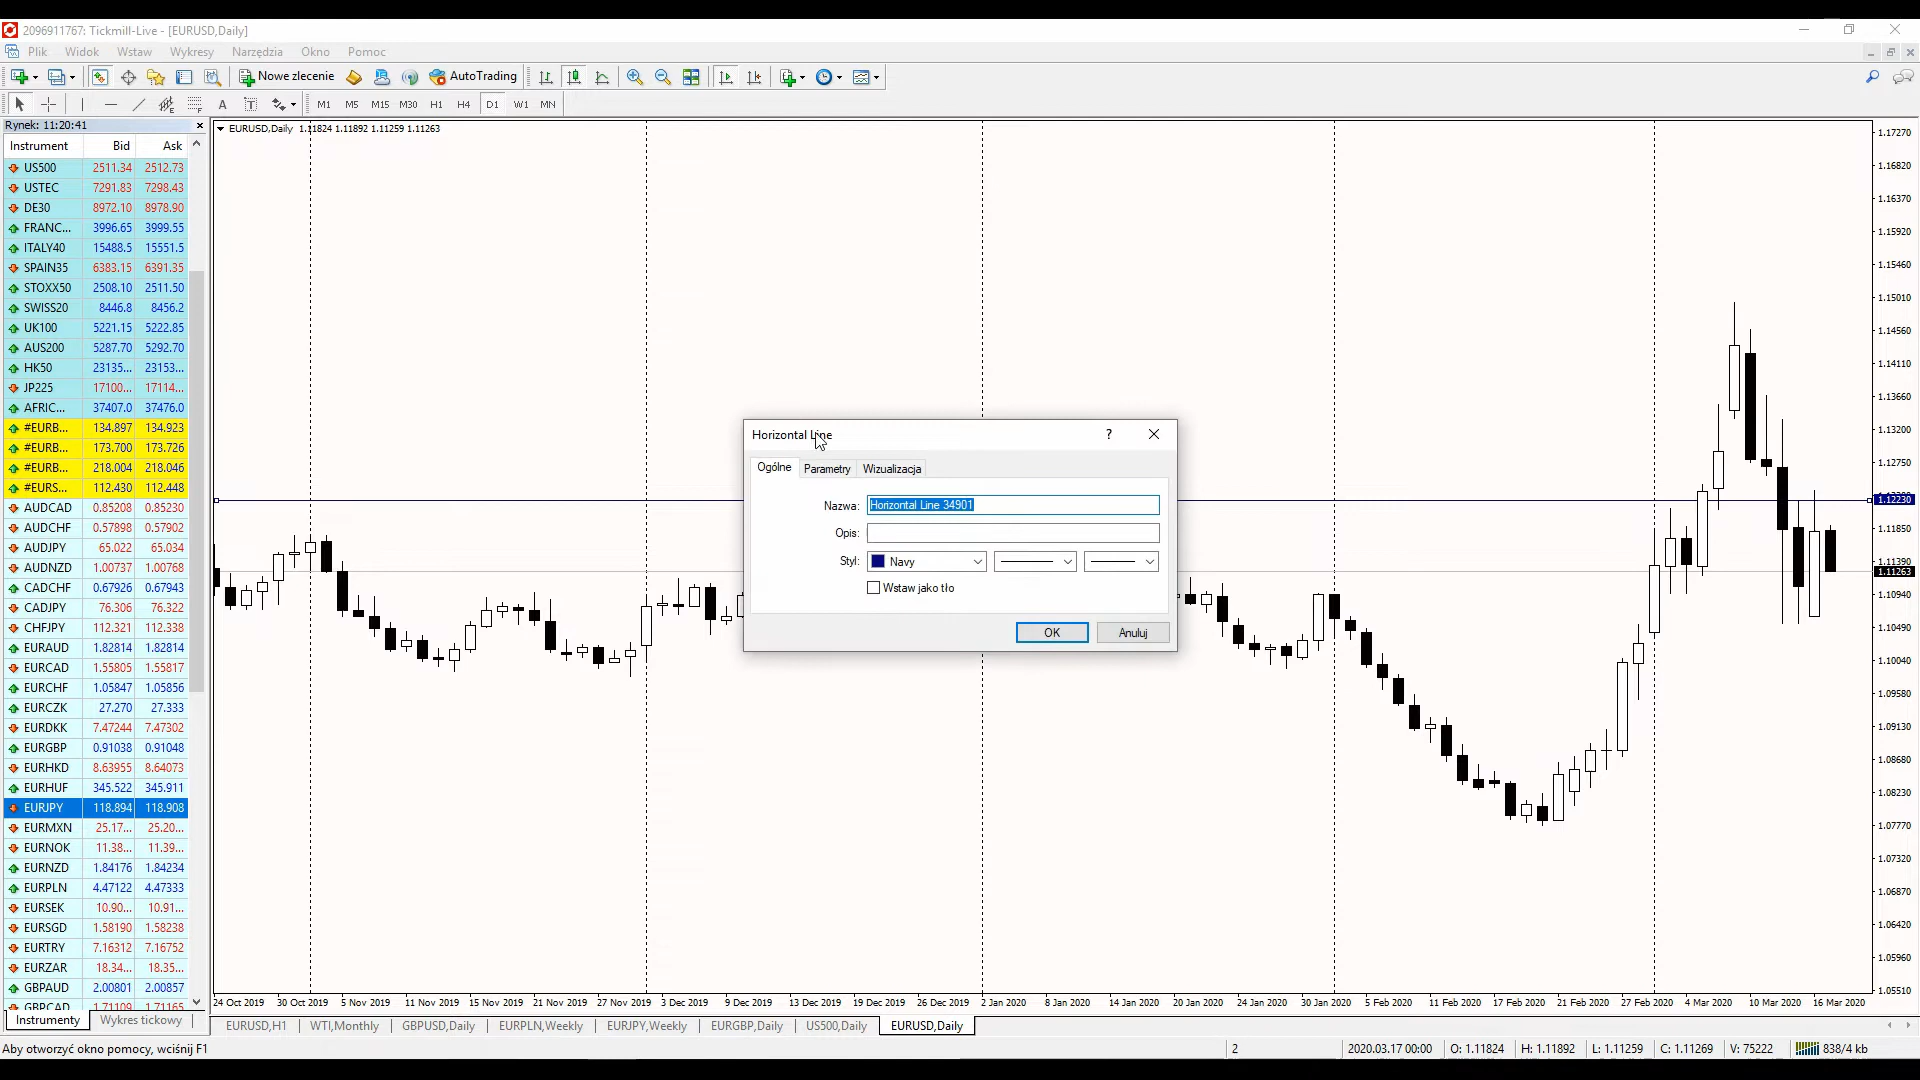 2096911767: Tickmill-Live - [EURUSD,Daily]
Plik Widok Wstaw Wykresy Narzędzia Okno Pomoc
Nowe zlecenie AutoTrading
A T M1 M5 M15 M30 H1 H4 D1 W1 MN
Rynek: 11:20:41
Instrument Bid Ask
US500 2511.34 2512.73
USTEC 7291.83 7298.43
DE30 8972.10 8978.90
FRANC... 3996.65 3999.55
ITALY40 15488.5 15551.5
SPAIN35 6383.15 6391.35
STOXX50 2508.10 2511.50
SWISS20 8446.8 8456.2
UK100 5221.15 5222.85
AUS200 5287.70 5292.70
HK50 23135... 23153...
JP225 17100... 17114...
AFRIC... 37407.0 37476.0
#EURB... 134.897 134.923
#EURB... 173.700 173.726
#EURB... 218.004 218.046
#EURS... 112.430 112.448
AUDCAD 0.85208 0.85230
AUDCHF 0.57898 0.57902
AUDJPY 65.022 65.034
AUDNZD 1.00737 1.00768
CADCHF 0.67926 0.67943
CADJPY 76.306 76.322
CHFJPY 112.321 112.338
EURAUD 1.82814 1.82814
EURCAD 1.55805 1.55817
EURCHF 1.05847 1.05856
EURCZK 27.270 27.333
EURDKK 7.47244 7.47302
EURGBP 0.91038 0.91048
EURHKD 8.63955 8.64073
EURHUF 345.522 345.911
EURJPY 118.894 118.908
EURMXN 25.17... 25.20...
EURNOK 11.38... 11.39...
EURNZD 1.84176 1.84234
EURPLN 4.47122 4.47333
EURSEK 10.90... 10.91...
EURSGD 1.58190 1.58238
EURTRY 7.16312 7.16752
EURZAR 18.34... 18.35...
GBPAUD 2.00801 2.00857
GBPCAD 1.71109 1.71165
Instrumenty Wykres tickowy
EURUSD,Daily 1.11824 1.11892 1.11259 1.11263
Horizontal Line ?
Ogólne Parametry Wizualizacja
Nazwa: Horizontal Line 34901
Opis:
Styl: Navy
Wstaw jako tło
OK Anuluj
1.17270
1.16820
1.16370
1.15920
1.15460
1.15010
1.14560
1.14110
1.13660
1.13200
1.12750
1.12230
1.11850
1.11390
1.11263
1.10940
1.10490
1.10040
1.09580
1.09130
1.08680
1.08230
1.07770
1.07320
1.06870
1.06420
1.05960
1.05510
24 Oct 2019 30 Oct 2019 5 Nov 2019 11 Nov 2019 15 Nov 2019 21 Nov 2019 27 Nov 2019 3 Dec 2019 9 Dec 2019 13 Dec 2019 19 Dec 2019 26 Dec 2019 2 Jan 2020 8 Jan 2020 14 Jan 2020 20 Jan 2020 24 Jan 2020 30 Jan 2020 5 Feb 2020 11 Feb 2020 17 Feb 2020 21 Feb 2020 27 Feb 2020 4 Mar 2020 10 Mar 2020 16 Mar 2020
EURUSD,H1 WTI,Monthly GBPUSD,Daily EURPLN,Weekly EURJPY,Weekly EURGBP,Daily US500,Daily EURUSD,Daily
Aby otworzyć okno pomocy, wciśnij F1 2 2020.03.17 00:00 O: 1.11824 H: 1.11892 L: 1.11259 C: 1.11269 V: 75222 838/4 kb